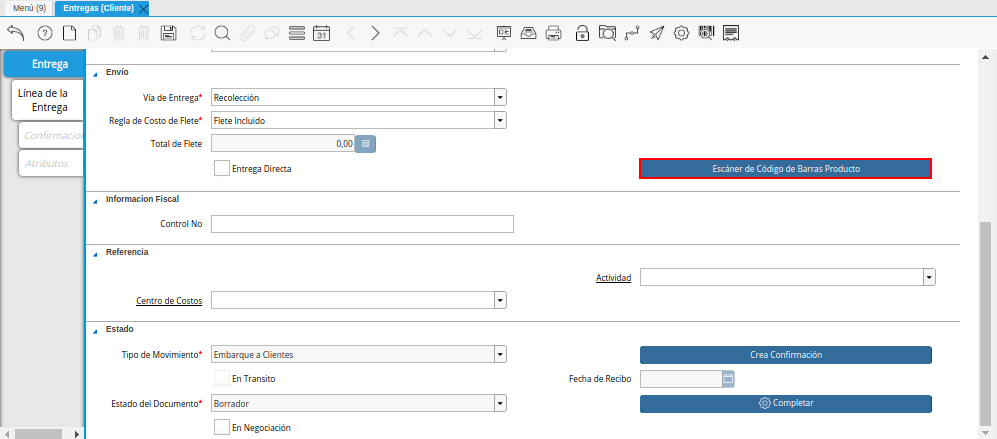 Menú (9)
Entregas (Cliente)
31
Entrega
Línea de la
Entrega
Confirmacion
Atributos
Envío
Vía de Entrega*
Recolección
Regla de Costo de Flete*
Flete Incluido
Total de Flete
0,00
Entrega Directa
Escáner de Código de Barras Producto
Informacion Fiscal
Control No
Referencia
Actividad
Centro de Costos
Estado
Tipo de Movimiento*
Embarque a Clientes
Crea Confirmación
En Transito
Fecha de Recibo
Estado del Documento*
Borrador
Completar
En Negociación